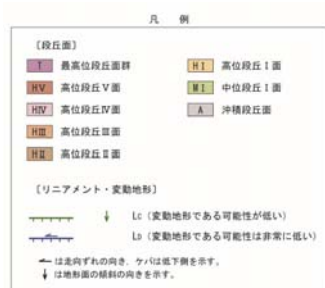 凡 例
〔段丘面〕
T 最高位段丘面群
HⅤ 高位段丘Ⅴ面
HⅣ 高位段丘Ⅳ面
HⅢ 高位段丘Ⅲ面
HⅡ 高位段丘Ⅱ面
HⅠ 高位段丘Ⅰ面
MⅠ 中位段丘Ⅰ面
A 沖積段丘面
〔リニアメント・変動地形〕
LC（変動地形である可能性が低い）
LD（変動地形である可能性は非常に低い）
は走向ずれの向き，ケバは低下側を示す。
は地形面の傾斜の向きを示す。